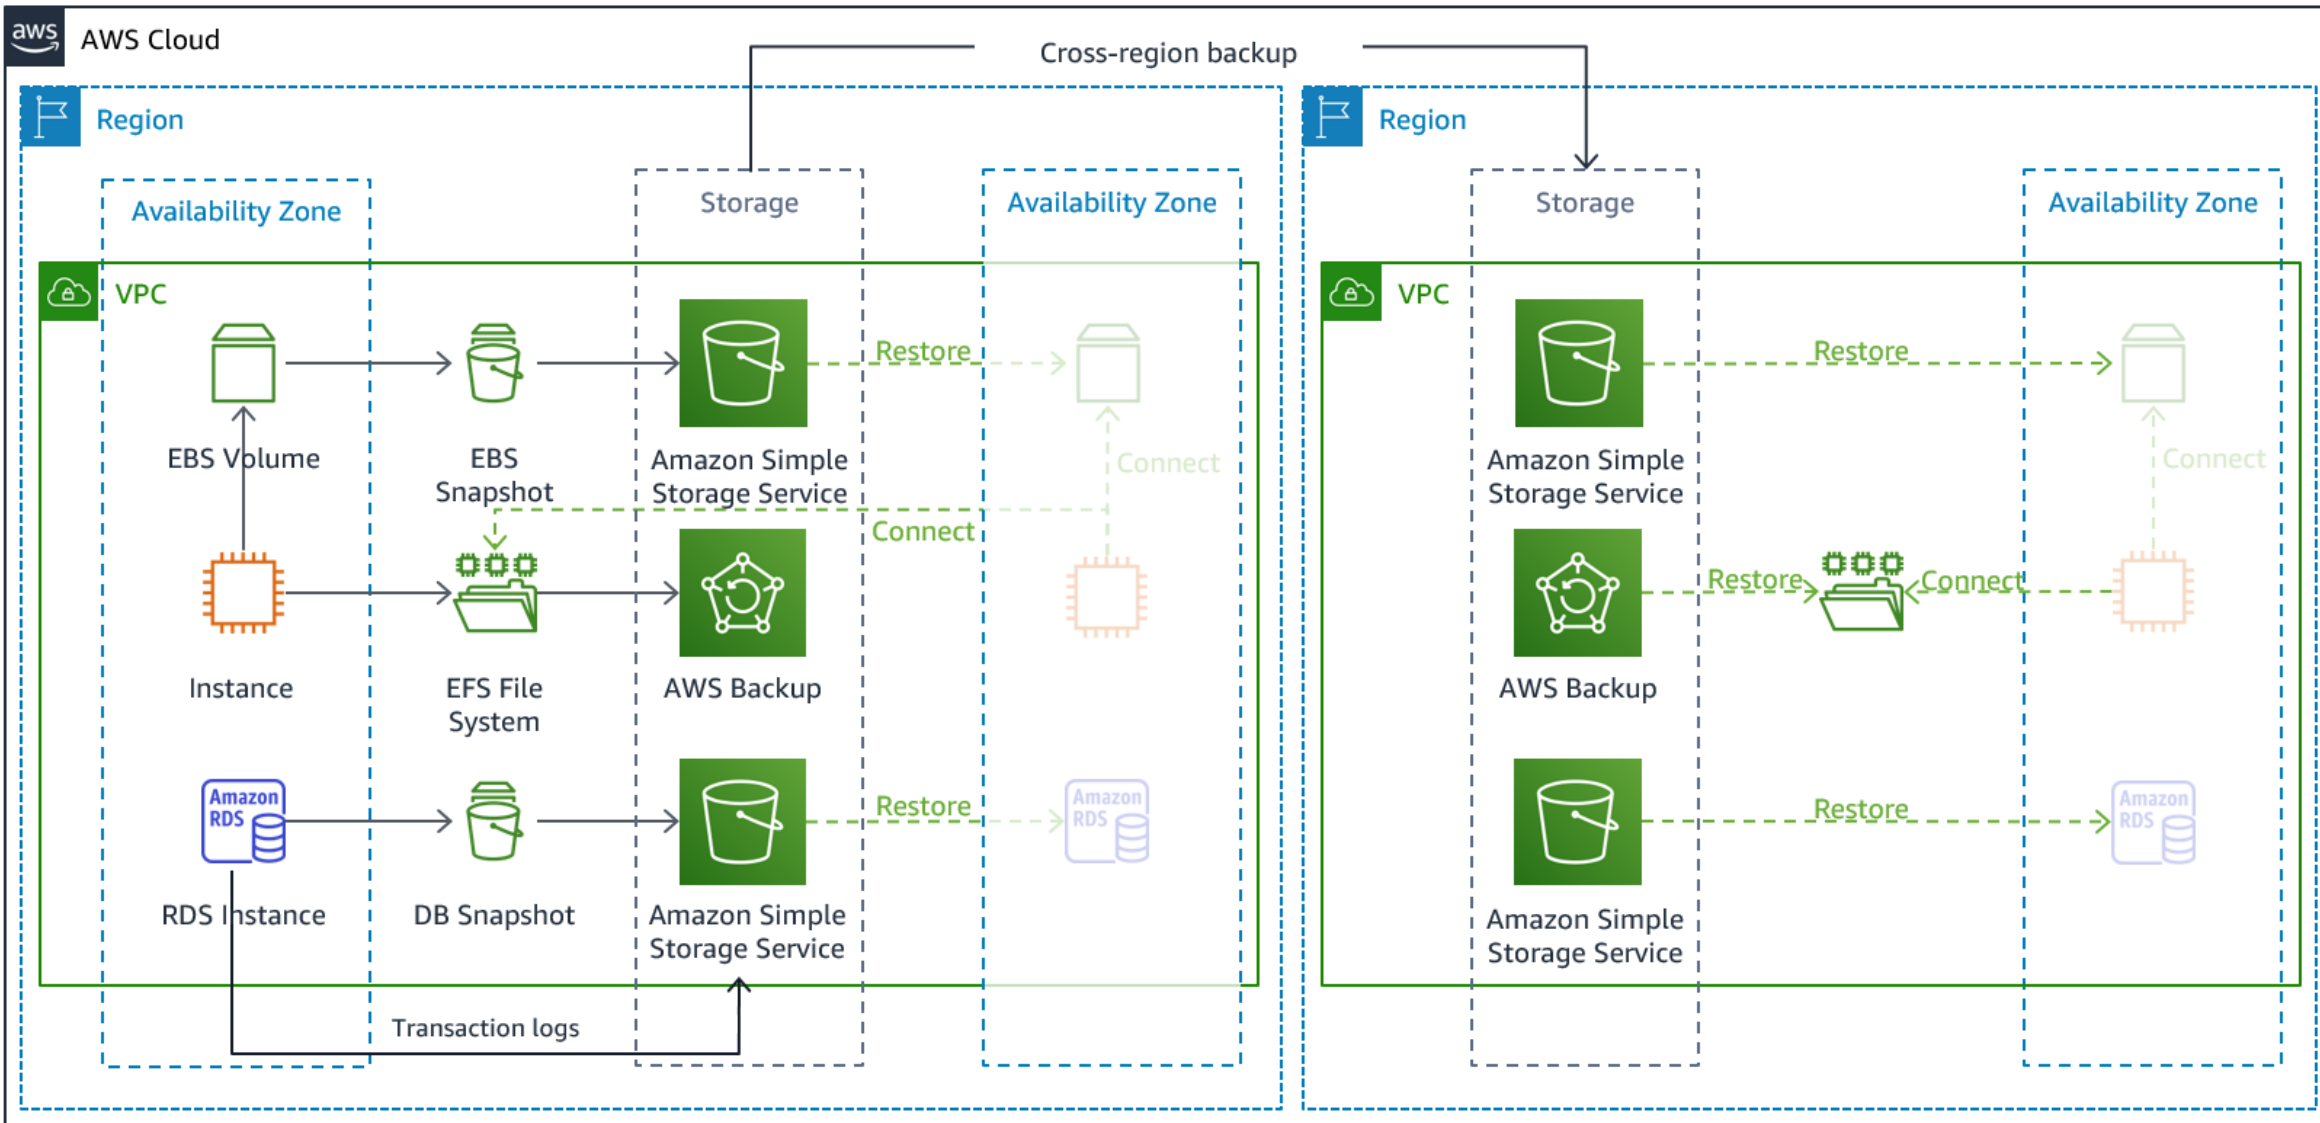 aws
AWS Cloud
Cross-region backup
Region
Region
Availability Zone
Storage
Availability Zone
Storage
Availability Zone
VPC
VPC
Restore
Restore
EBS Volume
EBS
Snapshot
Amazon Simple
Storage Service
Connect
Amazon Simple
Storage Service
Connect
Connect
Restore
Connect
Instance
EFS File
System
AWS Backup
AWS Backup
Amazon
RDS
Restore
Amazon
RDS
Restore
Amazon
RDS
RDS Instance
DB Snapshot
Amazon Simple
Storage Service
Amazon Simple
Storage Service
Transaction logs